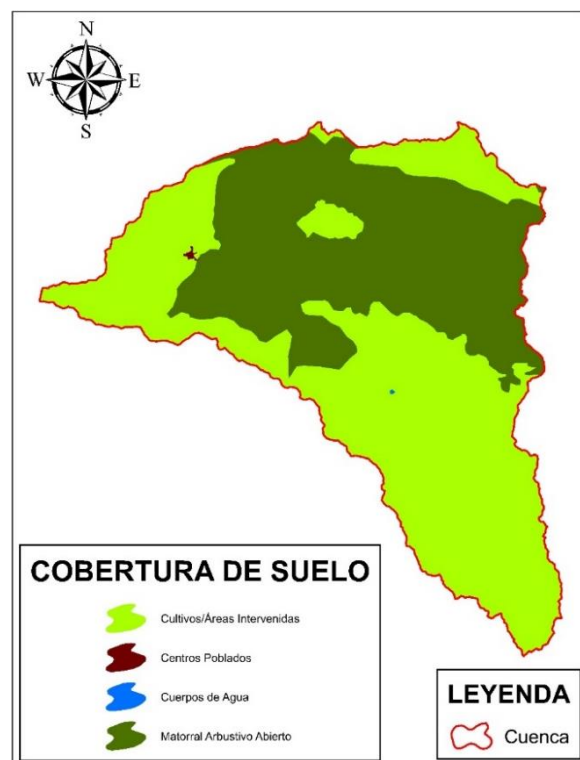 N
W E
S
COBERTURA DE SUELO
Cultivos/Áreas Intervenidas
Centros Poblados
Cuerpos de Agua
Matorral Arbustivo Abierto
LEYENDA
Cuenca